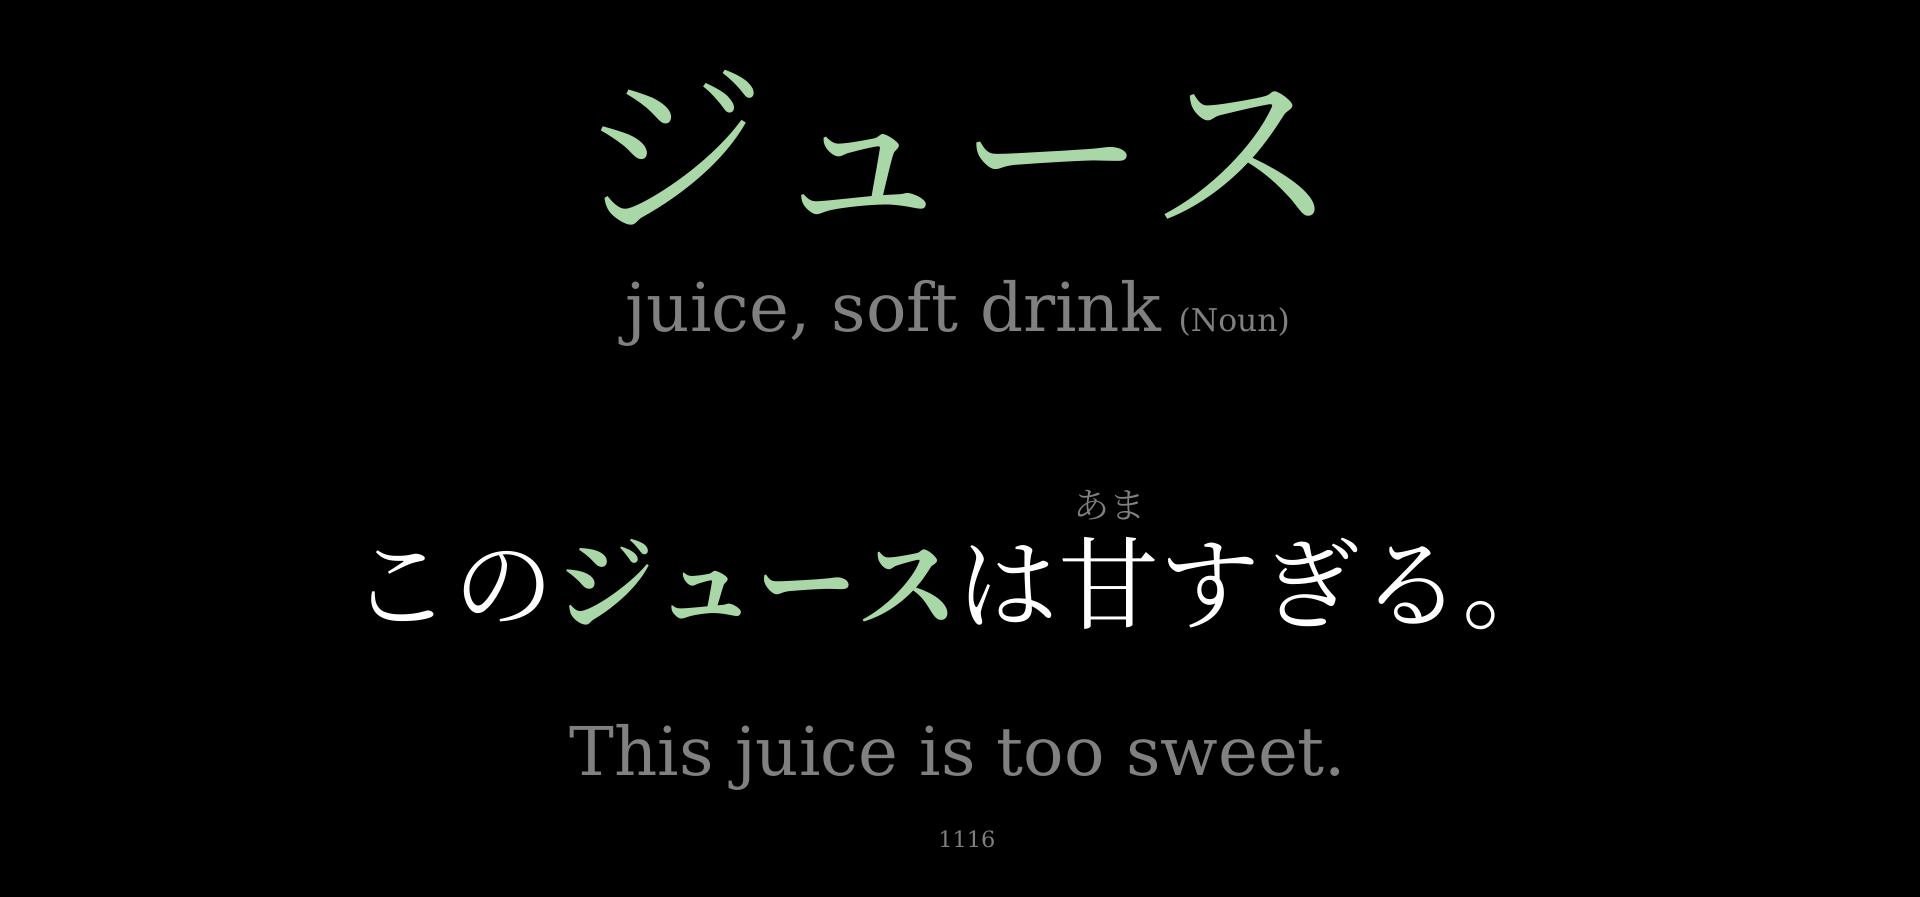 ジュース
juice, soft drink (Noun)
あま
このジュースは甘すぎる。
This juice is too sweet.
1116